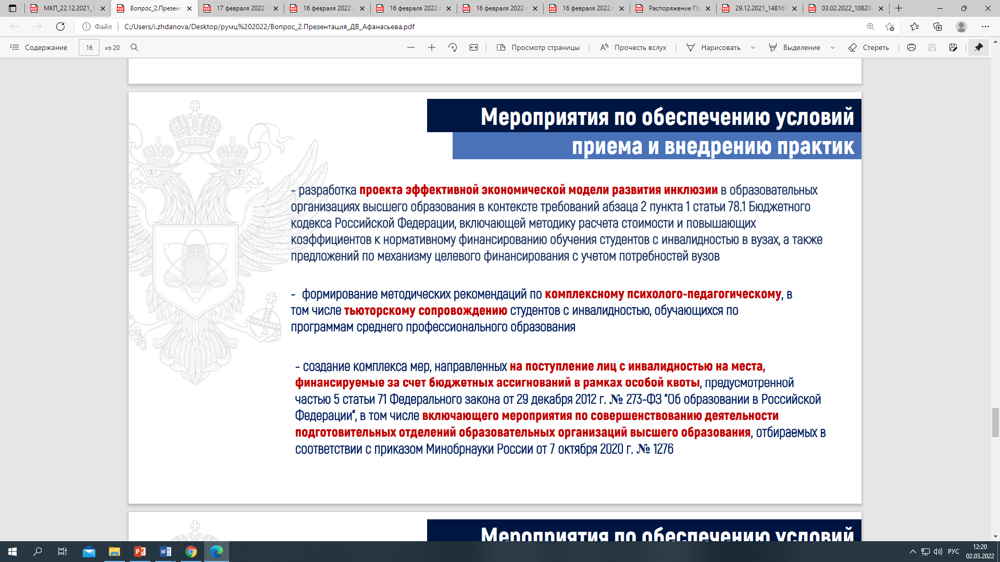 МКП_22.12.2021_1
Вопрос_2.Презент
17 февраля 2022 г
16 февраля 2022 г
16 февраля 2022 г
16 февраля 2022 г
16 февраля 2022 г
Распоряжение Пр
29.12.2021_148161
03.02.2022_10820-
Файл
C:/Users/i.zhdanova/Desktop/румц%202022/Вопрос_2.Презентация_ДВ_Афанасьева.pdf
Содержание
16
из 20
Просмотр страницы
Прочесть вслух
Нарисовать
Выделение
Стереть
Мероприятия по обеспечению условий
приема и внедрению практик
- разработка проекта эффективной экономической модели развития инклюзии в образовательных
организациях высшего образования в контексте требований абзаца 2 пункта 1 статьи 78.1 Бюджетного
кодекса Российской Федерации, включающей методику расчета стоимости и повышающих
коэффициентов к нормативному финансированию обучения студентов с инвалидностью в вузах, а также
предложений по механизму целевого финансирования с учетом потребностей вузов
- формирование методических рекомендаций по комплексному психолого-педагогическому, в
том числе тьюторскому сопровождению студентов с инвалидностью, обучающихся по
программам среднего профессионального образования
- создание комплекса мер, направленных на поступление лиц с инвалидностью на места,
финансируемые за счет бюджетных ассигнований в рамках особой квоты, предусмотренной
частью 5 статьи 71 Федерального закона от 29 декабря 2012 г. № 273-ФЗ "Об образовании в Российской
Федерации", в том числе включающего мероприятия по совершенствованию деятельности
подготовительных отделений образовательных организаций высшего образования, отбираемых в
соответствии с приказом Минобрнауки России от 7 октября 2020 г. № 1276
Мероприятия по обеспечению условий
РУС
12:20
02.03.2022